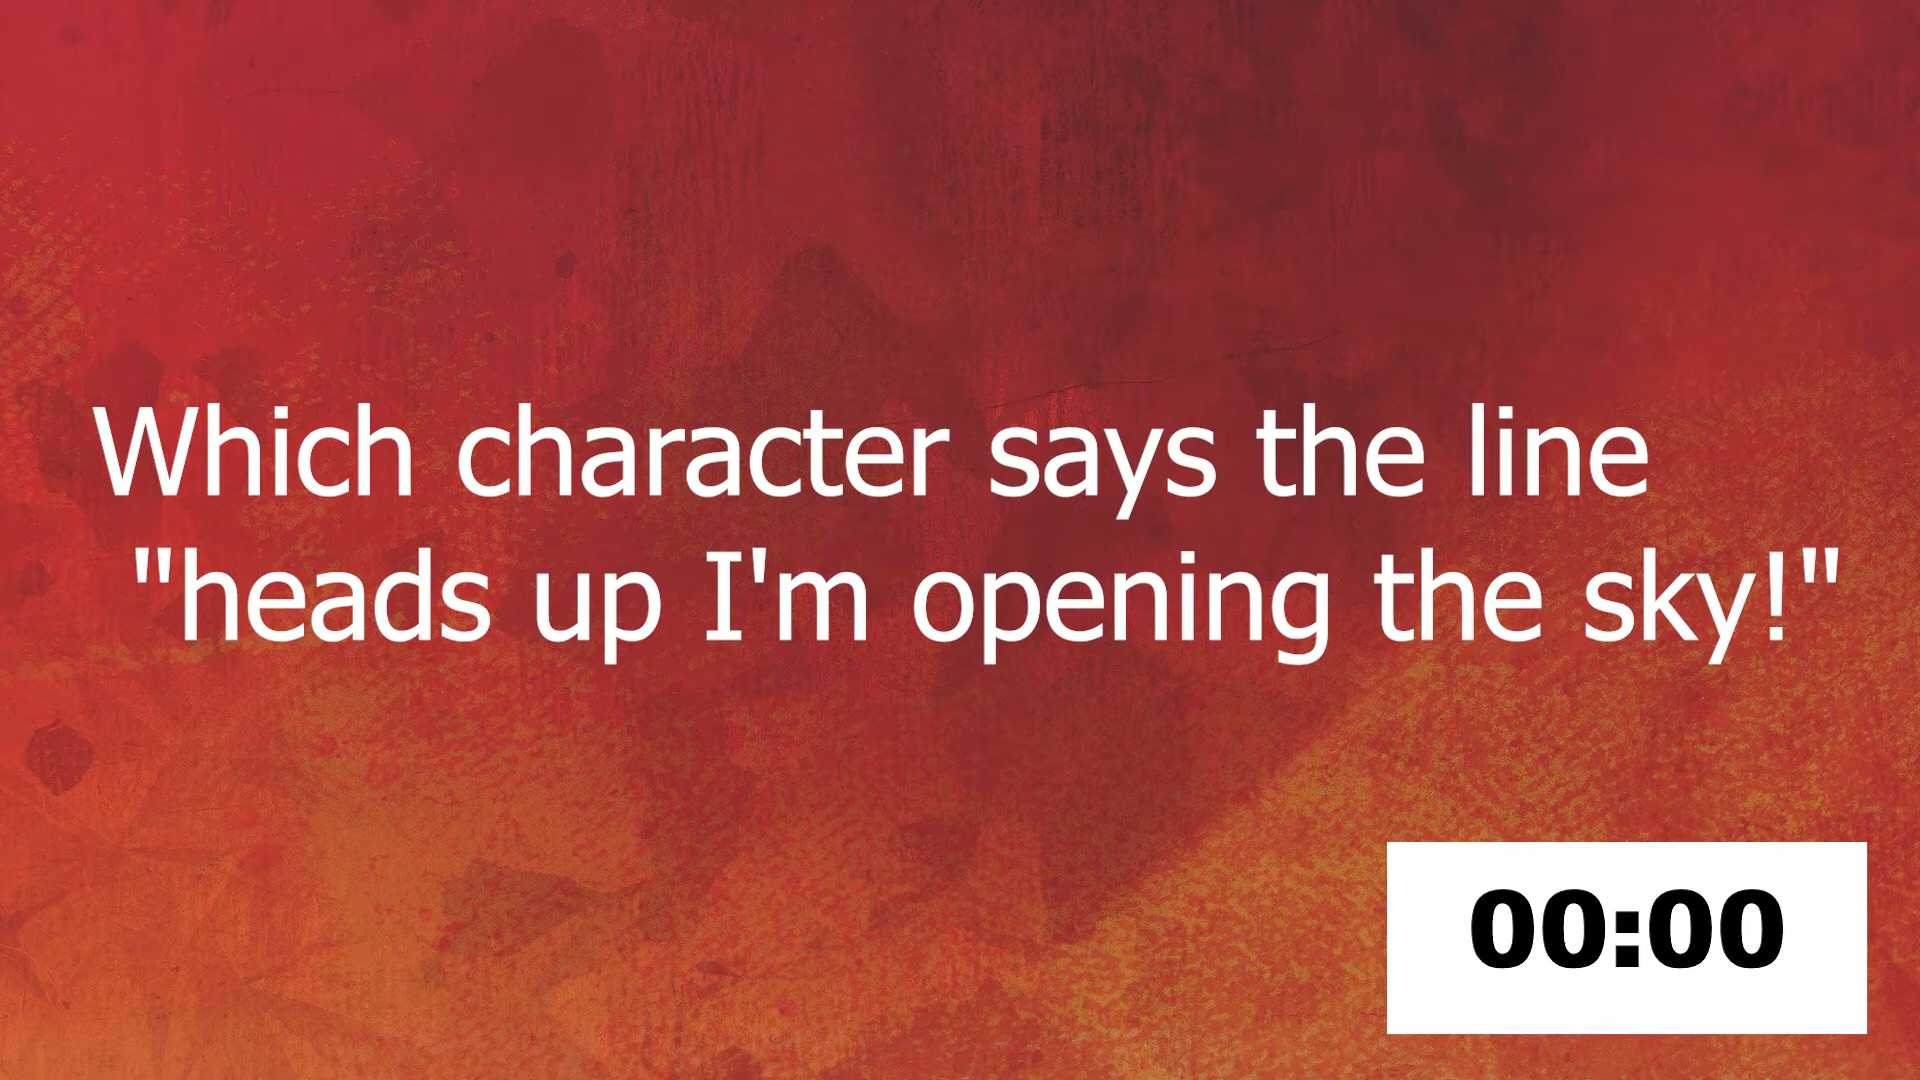 Which character says the line
"heads up I'm opening the sky!"
00:00